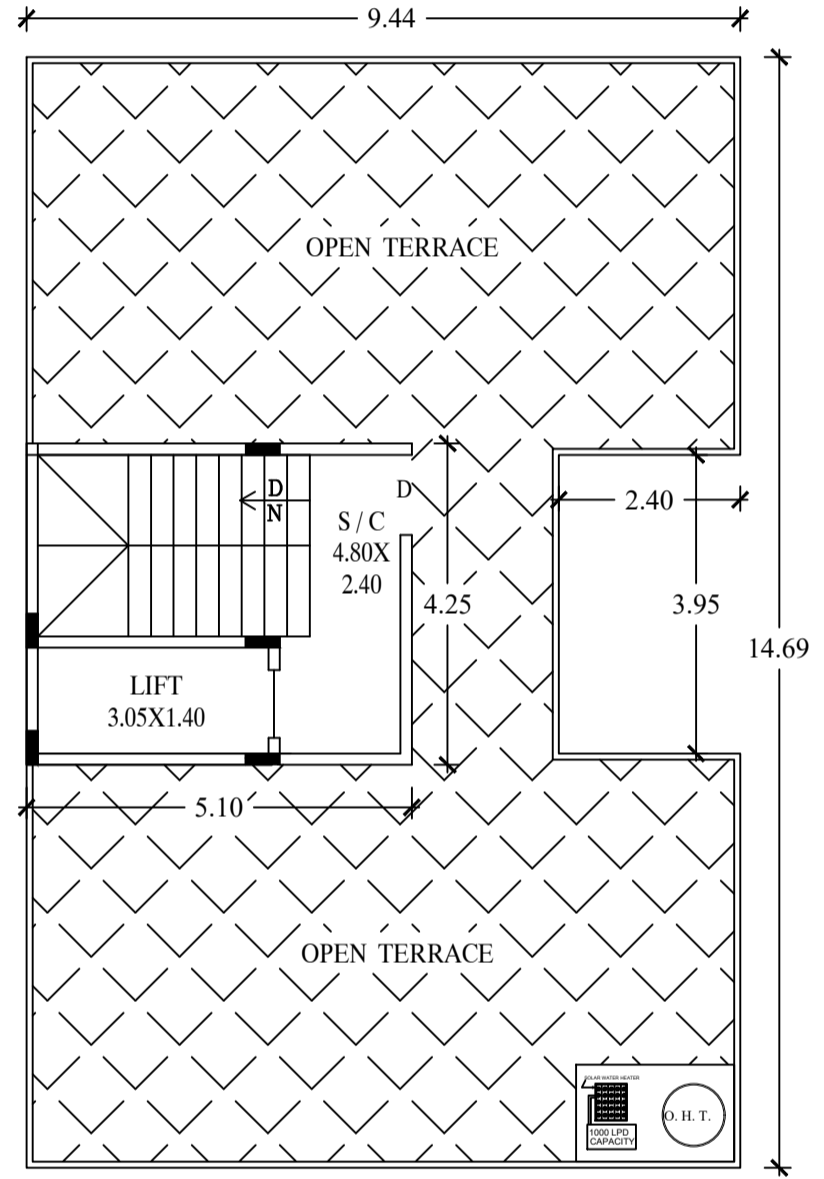 9.44
OPEN TERRACE
D
D
N
S / C
4.80X
2.40
2.40
4.25
3.95
14.69
LIFT
3.05X1.40
5.10
OPEN TERRACE
SOLAR WATER HEATER
O. H. T.
1000 LPD
CAPACITY